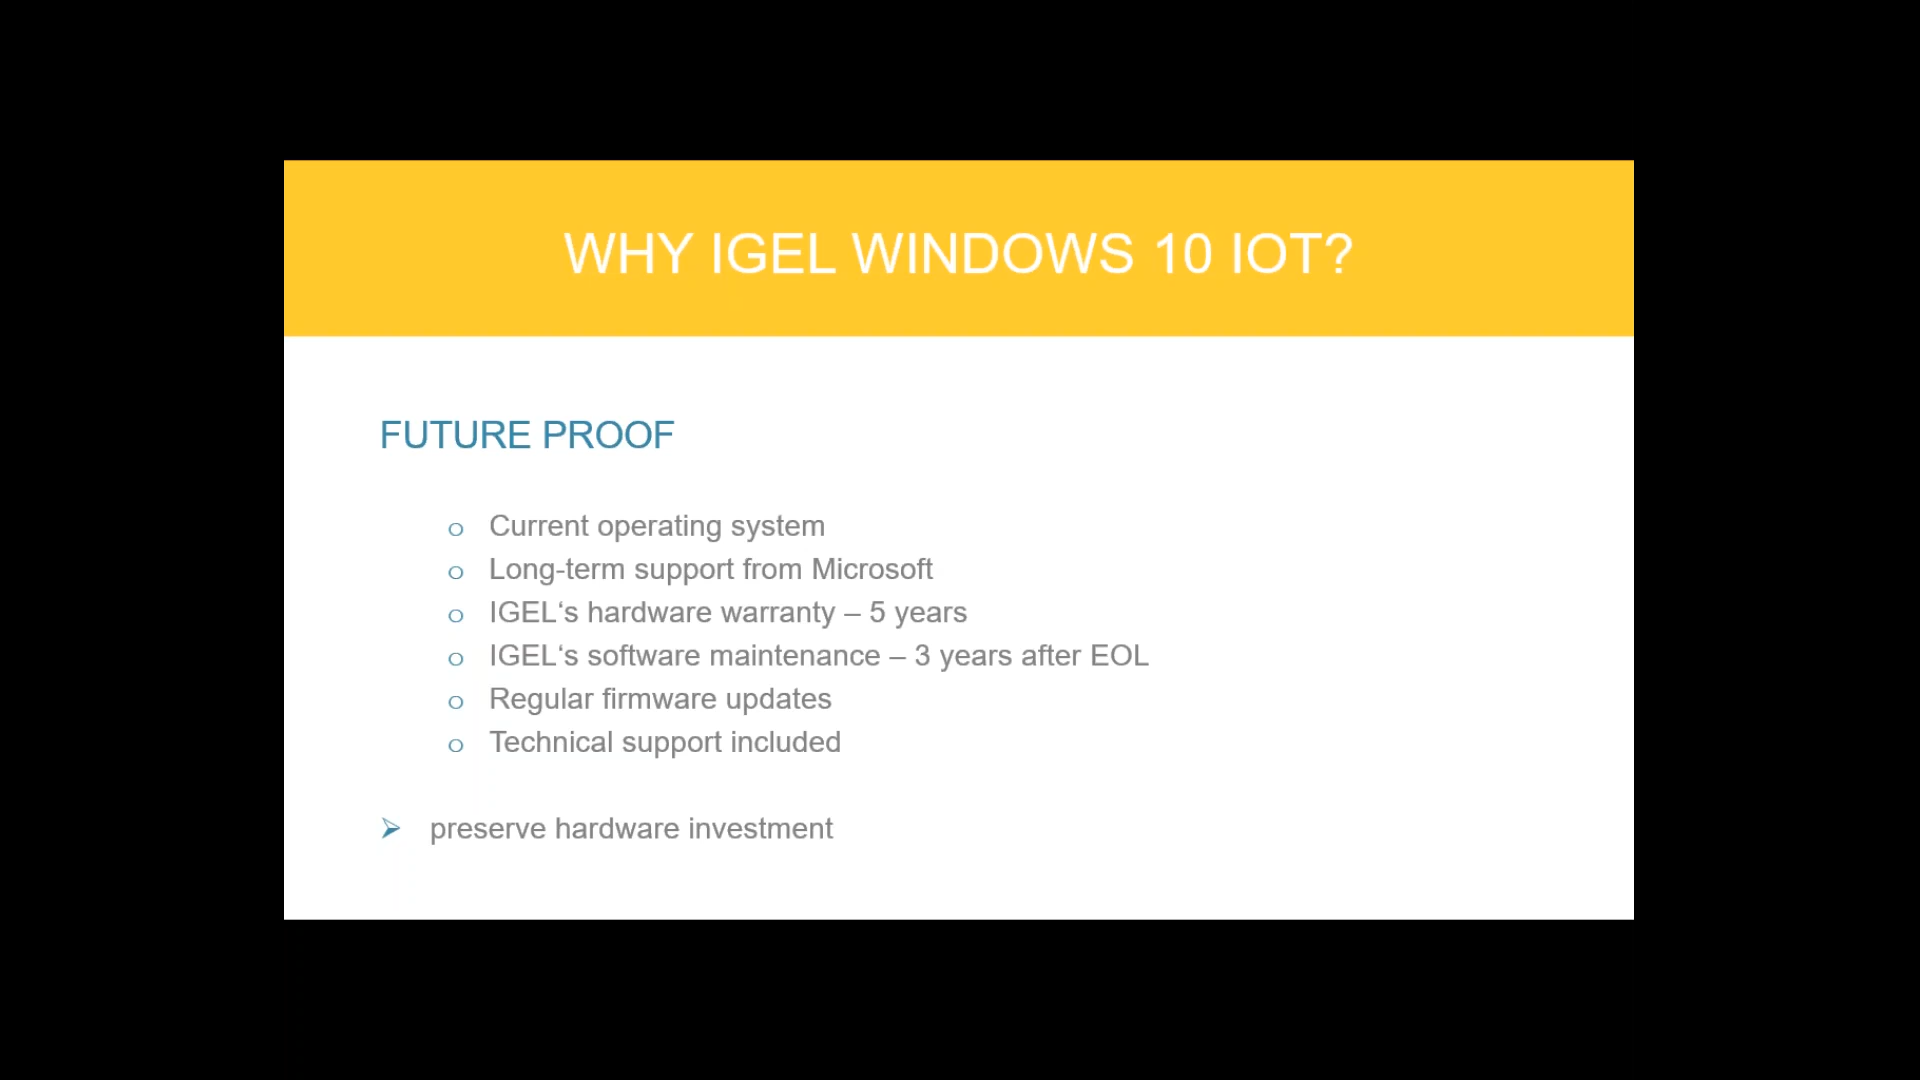 WHY IGEL WINDOWS 10 IOT?
FUTURE PROOF
o Current operating system
o Long-term support from Microsoft
o IGEL‘s hardware warranty – 5 years
o IGEL‘s software maintenance – 3 years after EOL
o Regular firmware updates
o Technical support included
➢ preserve hardware investment